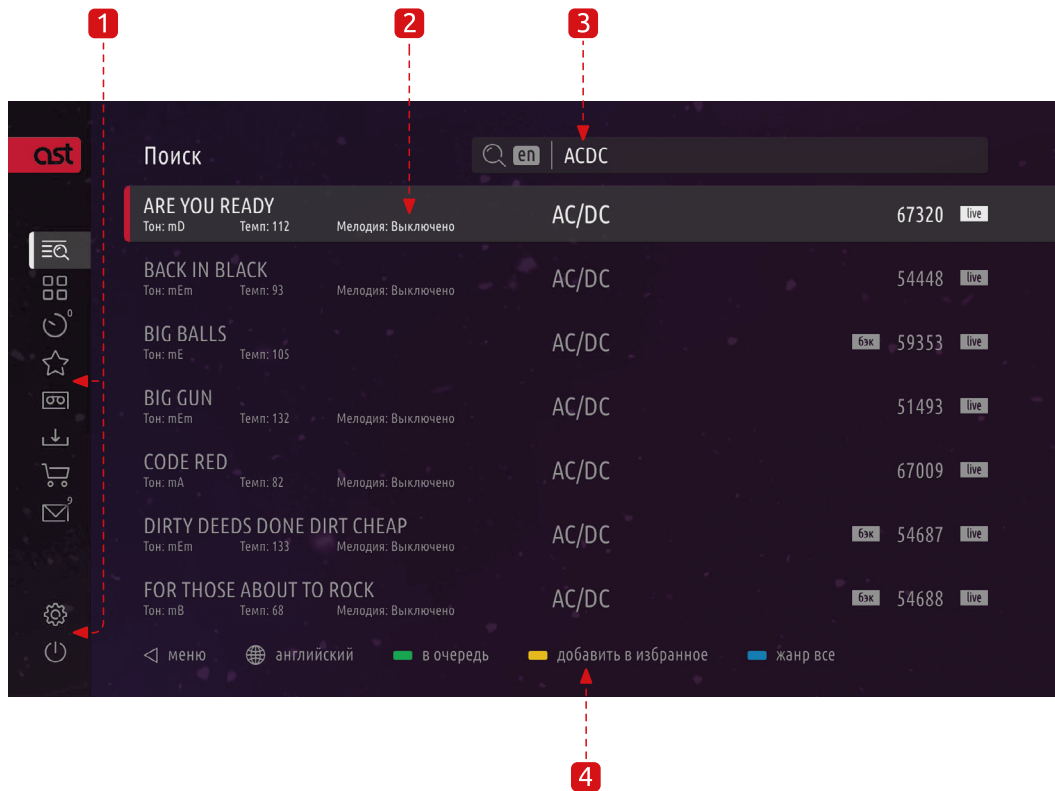 1 2 3
ast Поиск en ACDC
ARE YOU READY AC/DC 67320 live
Тон: mD Темп: 112 Мелодия: Выключено
BACK IN BLACK AC/DC 54448 live
Тон: mEm Темп: 93 Мелодия: Выключено
BIG BALLS AC/DC бэк 59353 live
Тон: mE Темп: 105
0
BIG GUN AC/DC 51493 live
Тон: mEm Темп: 132 Мелодия: Выключено
CODE RED AC/DC 67009 live
Тон: mA Темп: 82 Мелодия: Выключено
9
DIRTY DEEDS DONE DIRT CHEAP AC/DC бэк 54687 live
Тон: mEm Темп: 133 Мелодия: Выключено
FOR THOSE ABOUT TO ROCK AC/DC бэк 54688 live
Тон: mB Темп: 68 Мелодия: Выключено
меню английский в очередь добавить в избранное жанр все
4